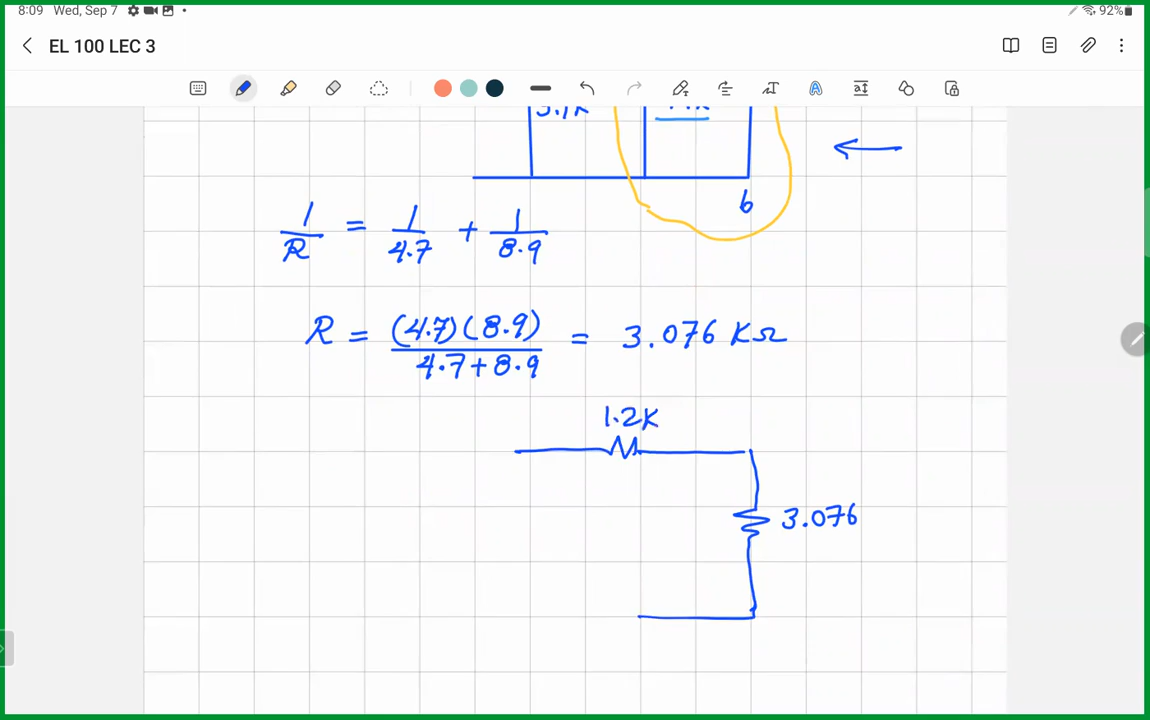 8:09 Wed, Sep 7 92%
EL 100 LEC 3
b
1/R = 1/4.7 + 1/8.9
R = (4.7)(8.9)/4.7+8.9 = 3.076 KΩ
1.2K
3.076